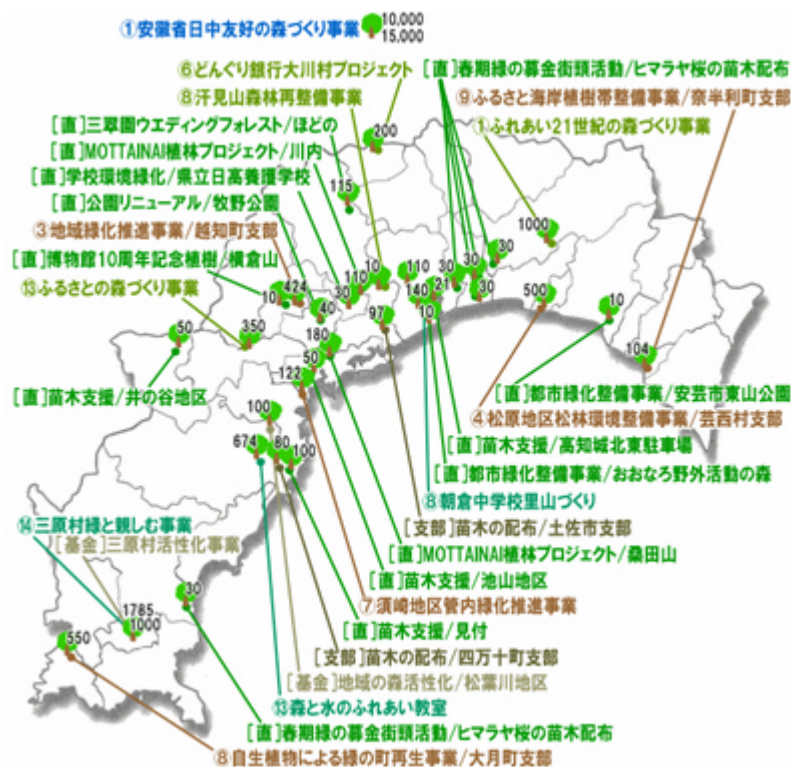 ①安徽省日中友好の森づくり事業
10,000
15,000
⑥どんぐり銀行大川村プロジェクト
[直]春期緑の募金街頭活動/ヒマラヤ桜の苗木配布
⑧汗見山森林再整備事業
⑨ふるさと海岸植樹帯整備事業/奈半利町支部
[直]三翠園ウエディングフォレスト/ほどの
200
①ふれあい21世紀の森づくり事業
[直]MOTTAINAI植林プロジェクト/川内
[直]学校環境緑化/県立日高養護学校
115
[直]公園リニューアル/牧野公園
③地域緑化推進事業/越知町支部
1000
[直]博物館10周年記念植樹/横倉山
30
30
30
110
10
110
⑬ふるさとの森づくり事業
10
424
30
140
21
30
500
10
40
97
10
50
350
180
104
50
122
[直]苗木支援/井の谷地区
[直]都市緑化整備事業/安芸市東山公園
100
④松原地区松林環境整備事業/芸西村支部
674
80
100
[直]苗木支援/高知城北東駐車場
[直]都市緑化整備事業/おおなろ野外活動の森
⑧朝倉中学校里山づくり
⑭三原村緑と親しむ事業
[支部]苗木の配布/土佐市支部
[基金]三原村活性化事業
[直]MOTTAINAI植林プロジェクト/桑田山
[直]苗木支援/池山地区
30
⑦須崎地区管内緑化推進事業
1785
1000
[直]苗木支援/見付
550
[支部]苗木の配布/四万十町支部
[基金]地域の森活性化/松葉川地区
⑬森と水のふれあい教室
[直]春期緑の募金街頭活動/ヒマラヤ桜の苗木配布
⑧自生植物による緑の町再生事業/大月町支部